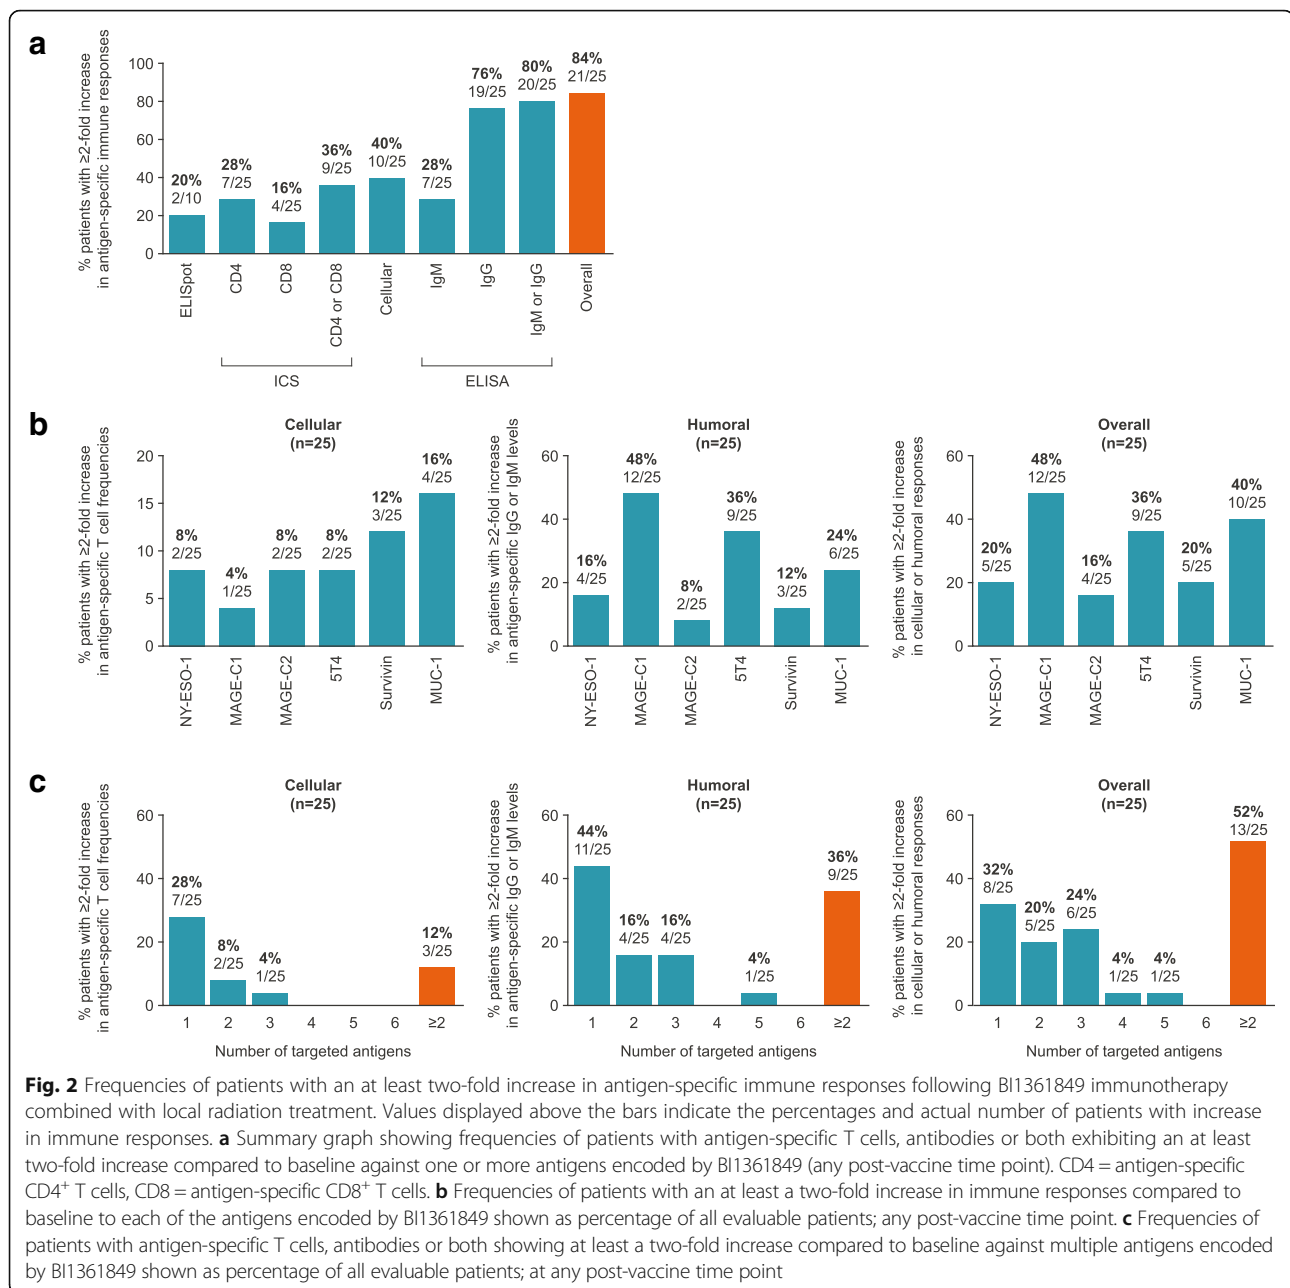 a
% patients with ≥2-fold increase
in antigen-specific immune responses
100
80
60
40
20
0
20%
2/10
28%
7/25
16%
4/25
36%
9/25
40%
10/25
28%
7/25
76%
19/25
80%
20/25
84%
21/25
ELISpot
CD4
CD8
CD4 or CD8
Cellular
IgM
IgG
IgM or IgG
Overall
ICS
ELISA
b
Cellular
(n=25)
% patients with ≥2-fold increase
in antigen-specific T cell frequencies
20
15
10
5
0
8%
2/25
4%
1/25
8%
2/25
8%
2/25
12%
3/25
16%
4/25
NY-ESO-1
MAGE-C1
MAGE-C2
5T4
Survivin
MUC-1
Humoral
(n=25)
% patients with ≥2-fold increase
in antigen-specific IgG or IgM levels
60
40
20
0
16%
4/25
48%
12/25
8%
2/25
36%
9/25
12%
3/25
24%
6/25
NY-ESO-1
MAGE-C1
MAGE-C2
5T4
Survivin
MUC-1
Overall
(n=25)
% patients with ≥2-fold increase
in cellular or humoral responses
60
40
20
0
20%
5/25
48%
12/25
16%
4/25
36%
9/25
20%
5/25
40%
10/25
NY-ESO-1
MAGE-C1
MAGE-C2
5T4
Survivin
MUC-1
c
Cellular
(n=25)
% patients with ≥2-fold increase
in antigen-specific T cell frequencies
60
40
20
0
28%
7/25
8%
2/25
4%
1/25
12%
3/25
1 2 3 4 5 6 ≥2
Number of targeted antigens
Humoral
(n=25)
% patients with ≥2-fold increase
in antigen-specific IgG or IgM levels
60
40
20
0
44%
11/25
16%
4/25
16%
4/25
4%
1/25
36%
9/25
1 2 3 4 5 6 ≥2
Number of targeted antigens
Overall
(n=25)
% patients with ≥2-fold increase
in cellular or humoral responses
60
40
20
0
32%
8/25
20%
5/25
24%
6/25
4%
1/25
4%
1/25
52%
13/25
1 2 3 4 5 6 ≥2
Number of targeted antigens
Fig. 2 Frequencies of patients with an at least two-fold increase in antigen-specific immune responses following BI1361849 immunotherapy
combined with local radiation treatment. Values displayed above the bars indicate the percentages and actual number of patients with increase
in immune responses. a Summary graph showing frequencies of patients with antigen-specific T cells, antibodies or both exhibiting an at least
two-fold increase compared to baseline against one or more antigens encoded by BI1361849 (any post-vaccine time point). CD4 = antigen-specific
CD4+ T cells, CD8 = antigen-specific CD8+ T cells. b Frequencies of patients with an at least a two-fold increase in immune responses compared to
baseline to each of the antigens encoded by BI1361849 shown as percentage of all evaluable patients; any post-vaccine time point. c Frequencies of
patients with antigen-specific T cells, antibodies or both showing at least a two-fold increase compared to baseline against multiple antigens encoded
by BI1361849 shown as percentage of all evaluable patients; at any post-vaccine time point